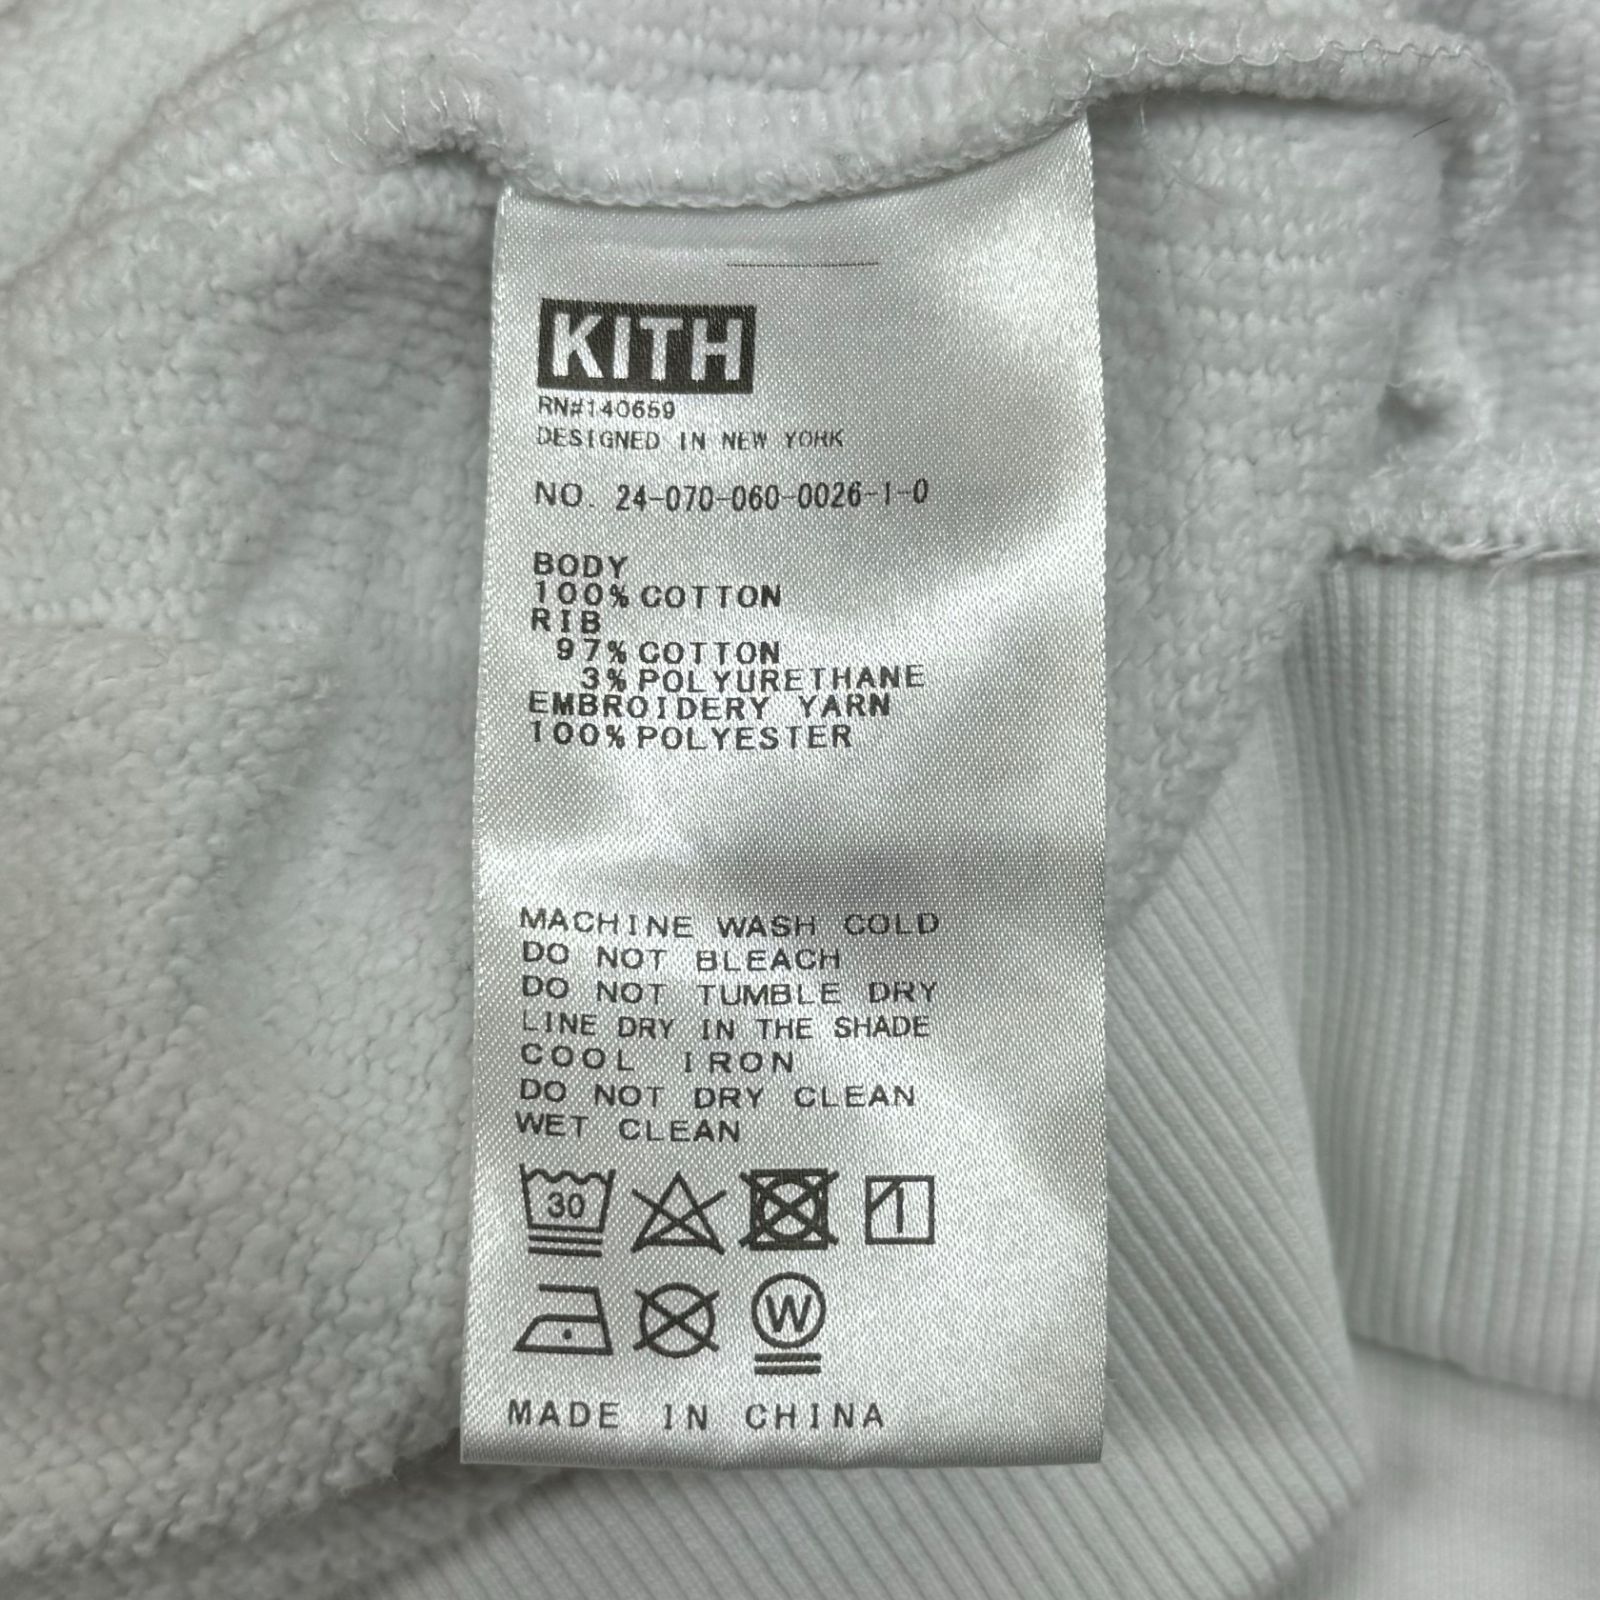 KITH
RN#140659
DESIGNED IN NEW YORK
NO. 24-070-060-0026-1-0
BODY
100% COTTON
RIB
97% COTTON
3% POLYURETHANE
EMBROIDERY YARN
100% POLYESTER
MACHINE WASH COLD
DO NOT BLEACH
DO NOT TUMBLE DRY
LINE DRY IN THE SHADE
COOL IRON
DO NOT DRY CLEAN
WET CLEAN
30
W
MADE IN CHINA